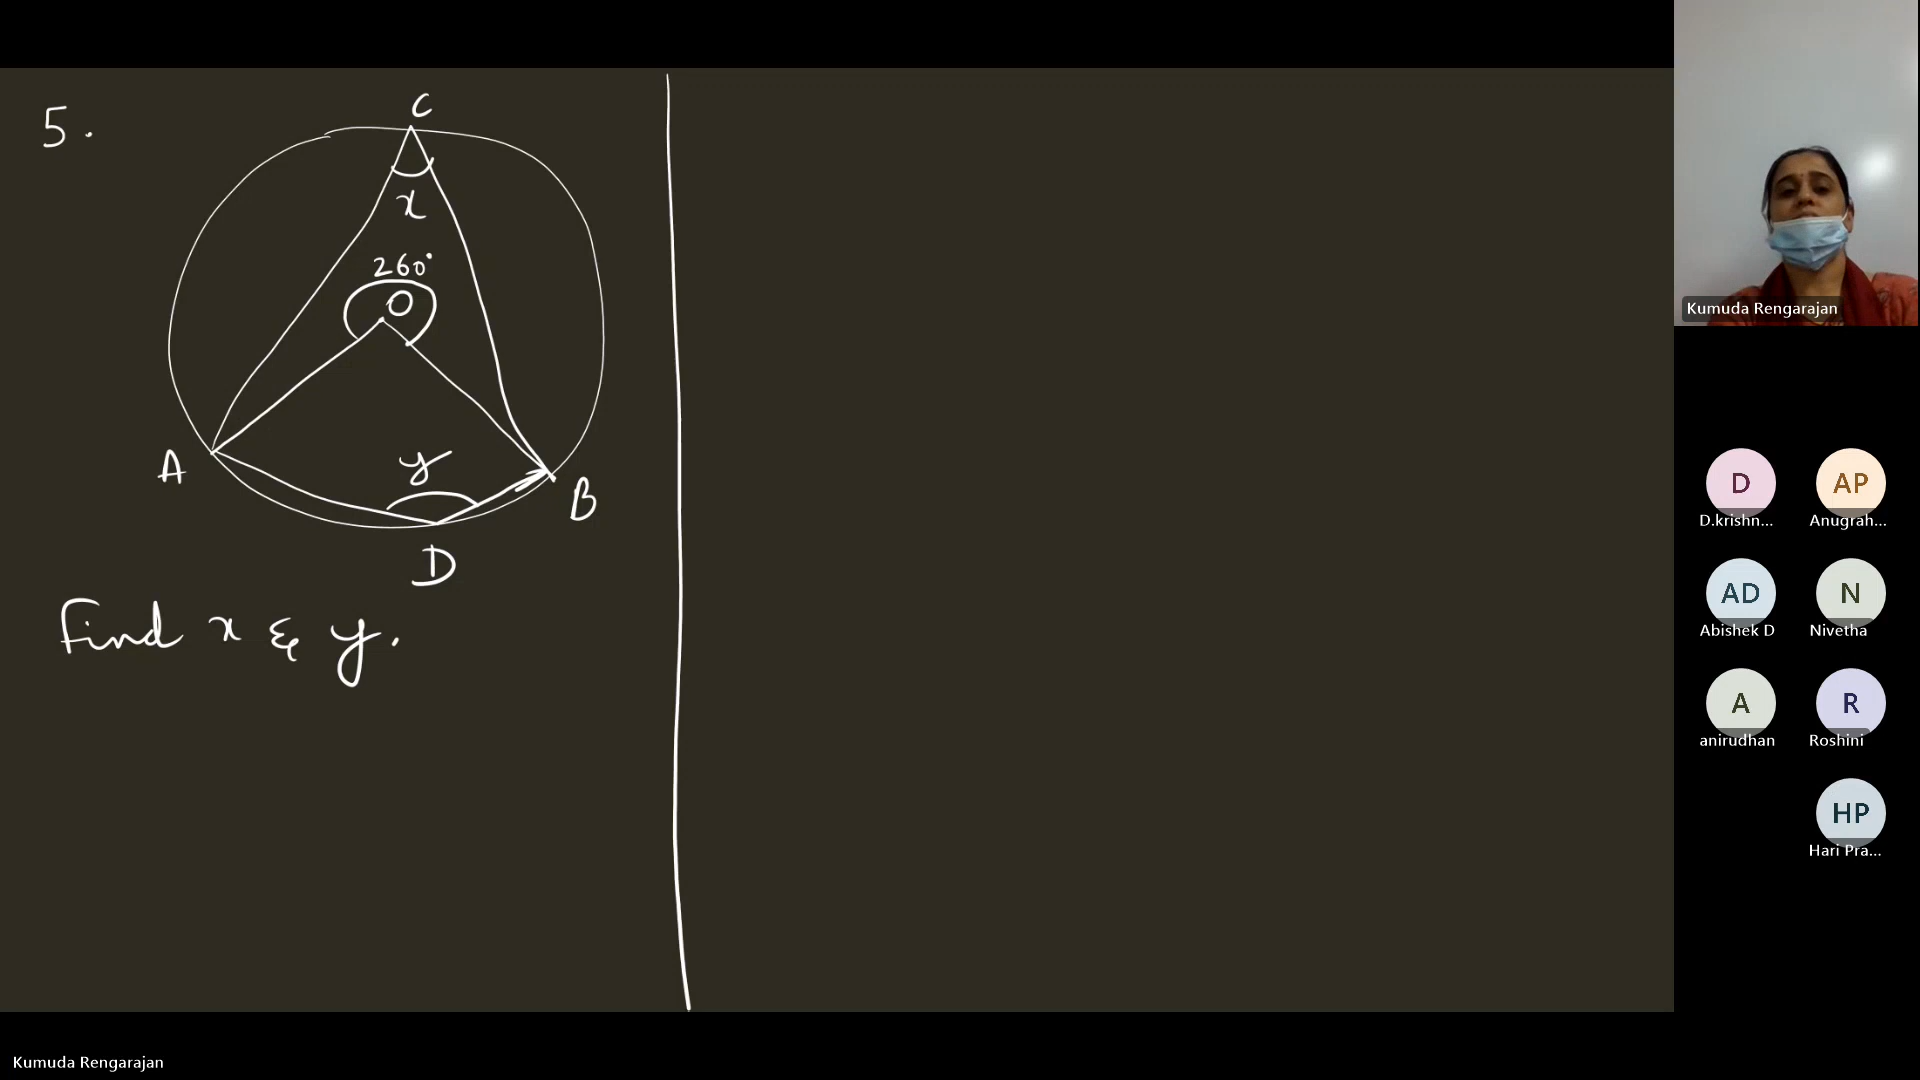 5.
C
x
260°
O
A
y
B
D
Find x & y.
Kumuda Rengarajan
D
AP
D.krishn...
Anugrah...
AD
N
Abishek D
Nivetha
A
R
anirudhan
Roshini
HP
Hari Pra...
Kumuda Rengarajan